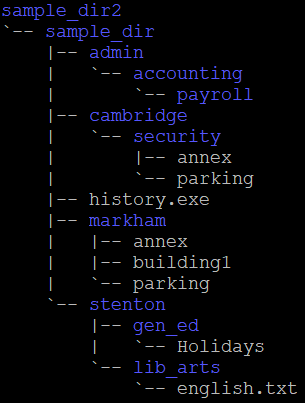 sample_dir2
`-- sample_dir
    |-- admin
    |   `-- accounting
    |       `-- payroll
    |-- cambridge
    |   `-- security
    |       |-- annex
    |       `-- parking
    |-- history.exe
    |-- markham
    |   |-- annex
    |   |-- building1
    |   `-- parking
    `-- stenton
        |-- gen_ed
        |   `-- Holidays
        `-- lib_arts
            `-- english.txt